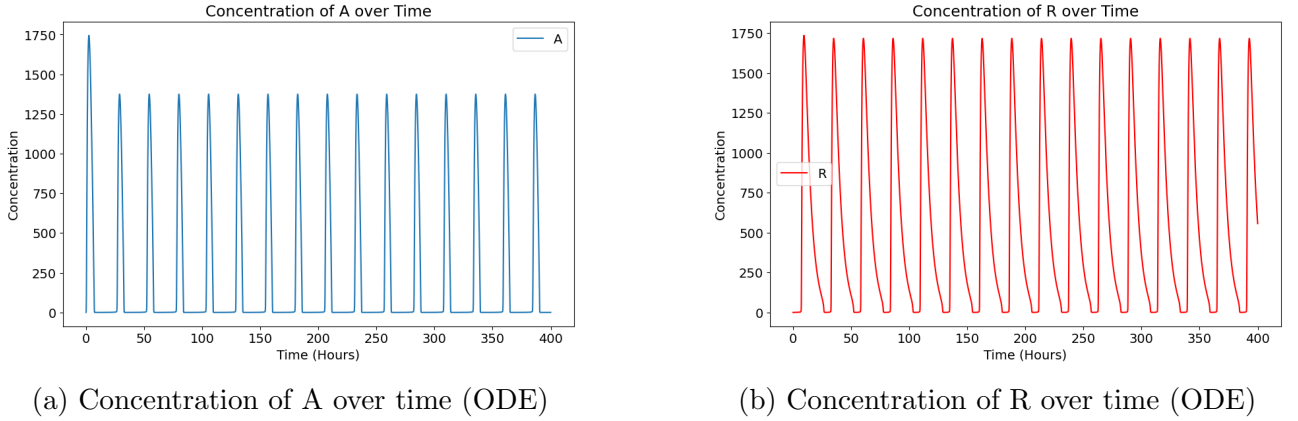 Concentration of A over Time
1750
1500
1250
1000
750
500
250
0
Concentration
A
0 50 100 150 200 250 300 350 400
Time (Hours)
(a) Concentration of A over time (ODE)
Concentration of R over Time
1750
1500
1250
1000
750
500
250
0
Concentration
R
0 50 100 150 200 250 300 350 400
Time (Hours)
(b) Concentration of R over time (ODE)